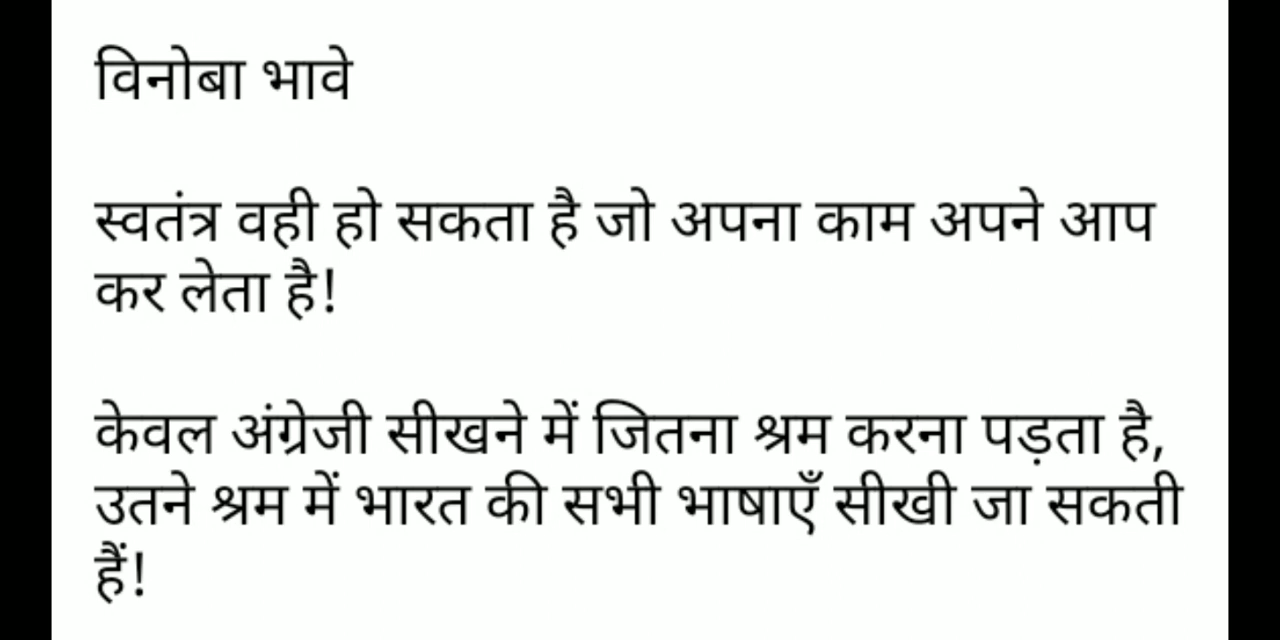 विनोबा भावे
स्वतंत्र वही हो सकता है जो अपना काम अपने आप
कर लेता है!
केवल अंग्रेजी सीखने में जितना श्रम करना पड़ता है,
उतने श्रम में भारत की सभी भाषाएँ सीखी जा सकती
हैं!